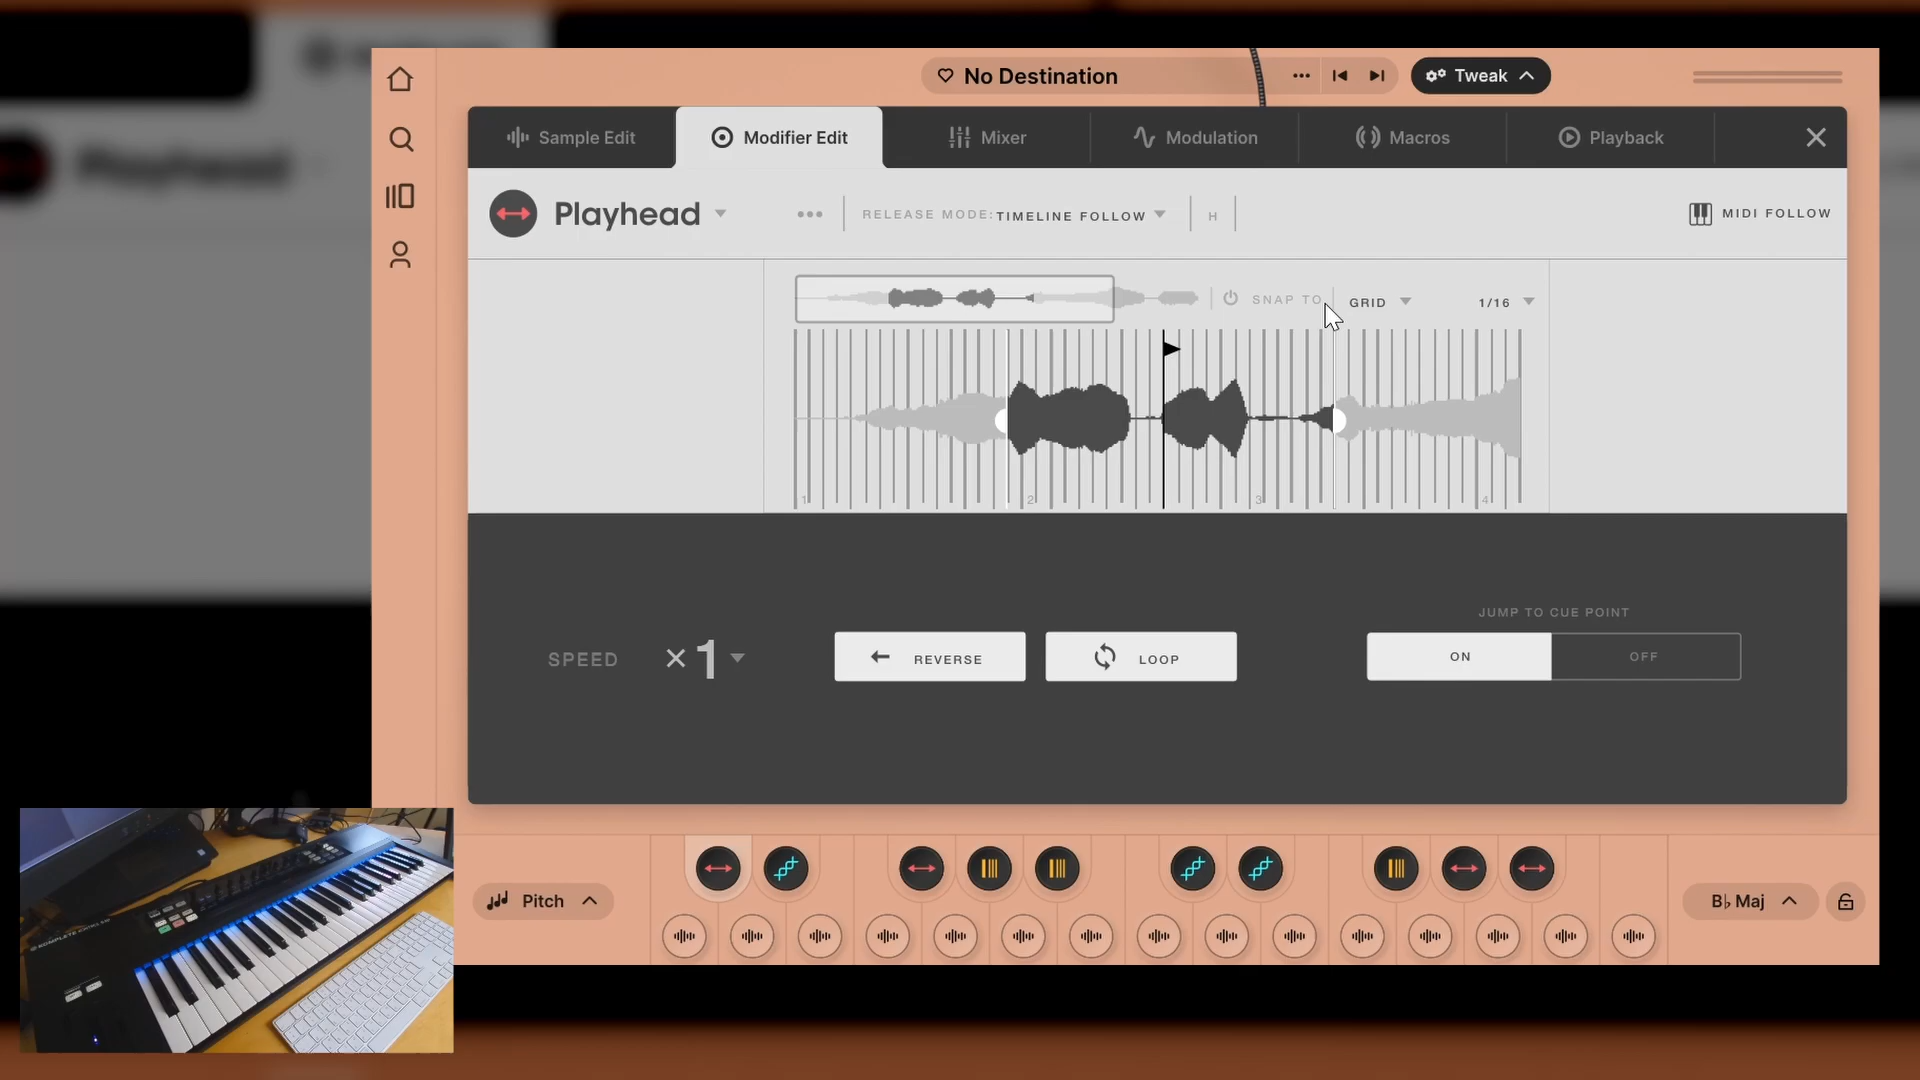 No Destination
Tweak
Sample Edit
Modifier Edit
Mixer
Modulation
Macros
Playback
Playhead
Playhead
RELEASE MODE: TIMELINE FOLLOW
H
MIDI FOLLOW
SNAP TO
GRID
1/16
1
2
3
4
JUMP TO CUE POINT
SPEED
×1
REVERSE
LOOP
ON
OFF
Pitch
B♭ Maj